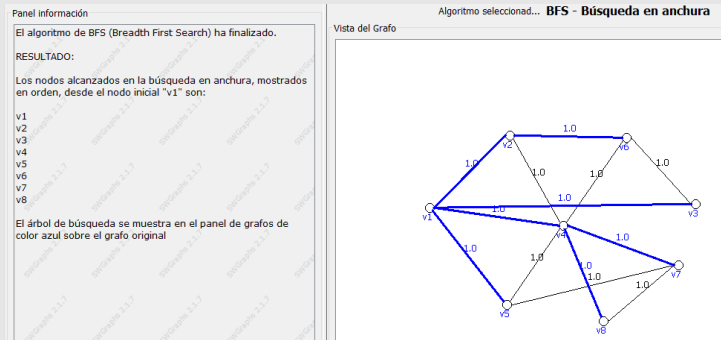 Panel información
El algoritmo de BFS (Breadth First Search) ha finalizado.
RESULTADO:
Los nodos alcanzados en la búsqueda en anchura, mostrados
en orden, desde el nodo inicial "v1" son:
v1
v2
v3
v4
v5
v6
v7
v8
El árbol de búsqueda se muestra en el panel de grafos de
color azul sobre el grafo original
SWGraphs 2.1.7
Algoritmo seleccionad... BFS - Búsqueda en anchura
Vista del Grafo
1.0
v2
v6
1.0
1.0
1.0
1.0
1.0
v1
1.0
v3
v4
1.0
1.0
1.0
1.0
1.0
v7
1.0
v5
v8